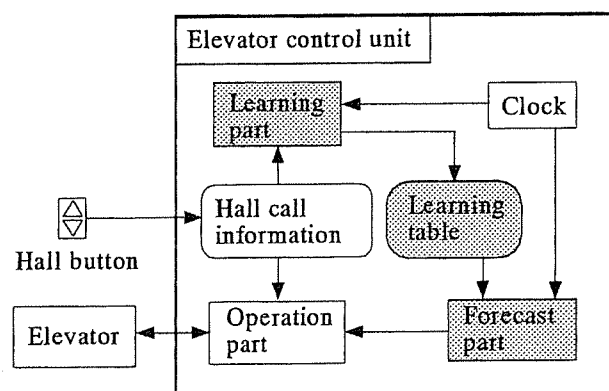 Elevator control unit
Learning
part
Clock
Hall call
information
Learning
table
Hall button
Elevator
Operation
part
Forecast
part